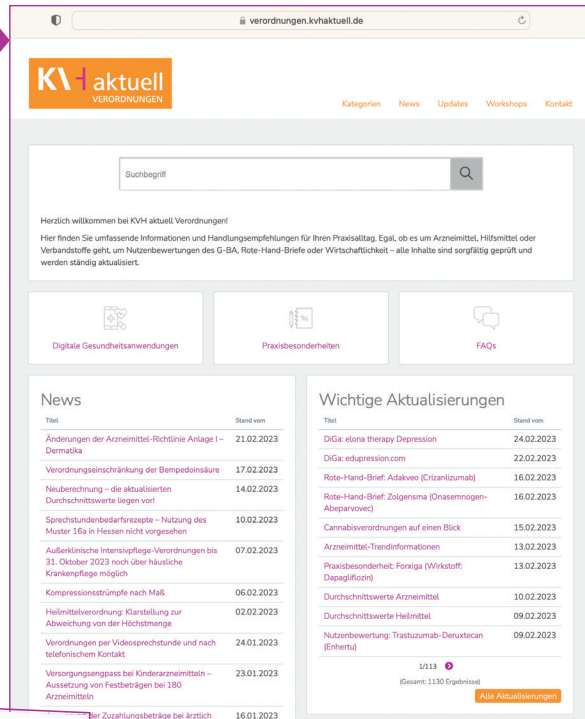 verordnungen.kvhaktuell.de
KVH aktuell
VERORDNUNGEN
Kategorien News Updates Workshops Kontakt
Suchbegriff
Herzlich willkommen bei KVH aktuell Verordnungen!
Hier finden Sie umfassende Informationen und Handlungsempfehlungen für Ihren Praxisalltag. Egal, ob es um Arzneimittel, Hilfsmittel oder
Verbandstoffe geht, um Nutzenbewertungen des G-BA, Rote-Hand-Briefe oder Wirtschaftlichkeit – alle Inhalte sind sorgfältig geprüft und
werden ständig aktualisiert.
%
Digitale Gesundheitsanwendungen
Praxisbesonderheiten
FAQs
News
Titel Stand vom
Änderungen der Arzneimittel-Richtlinie Anlage I – 21.02.2023
Dermatika
Verordnungseinschränkung der Bempedoinsäure 17.02.2023
Neuberechnung – die aktualisierten 14.02.2023
Durchschnittswerte liegen vor!
Sprechstundenbedarfsrezepte – Nutzung des 10.02.2023
Muster 16a in Hessen nicht vorgesehen
Außerklinische Intensivpflege-Verordnungen bis 07.02.2023
31. Oktober 2023 noch über häusliche
Krankenpflege möglich
Kompressionsstrümpfe nach Maß 06.02.2023
Heilmittelverordnung: Klarstellung zur 02.02.2023
Abweichung von der Höchstmenge
Verordnungen per Videosprechstunde und nach 24.01.2023
telefonischem Kontakt
Versorgungsengpass bei Kinderarzneimitteln – 23.01.2023
Aussetzung von Festbeträgen bei 180
Arzneimitteln
der Zuzahlungsbeträge bei ärztlich 16.01.2023
Wichtige Aktualisierungen
Titel Stand vom
DiGa: elona therapy Depression 24.02.2023
DiGa: edupression.com 22.02.2023
Rote-Hand-Brief: Adakveo (Crizanlizumab) 16.02.2023
Rote-Hand-Brief: Zolgensma (Onasemnogen- 16.02.2023
Abeparvovec)
Cannabisverordnungen auf einen Blick 15.02.2023
Arzneimittel-Trendinformationen 13.02.2023
Praxisbesonderheit: Forxiga (Wirkstoff: 13.02.2023
Dapagliflozin)
Durchschnittswerte Arzneimittel 10.02.2023
Durchschnittswerte Heilmittel 09.02.2023
Nutzenbewertung: Trastuzumab-Deruxtecan 09.02.2023
(Enhertu)
1/113
(Gesamt: 1130 Ergebnisse)
Alle Aktualisierungen